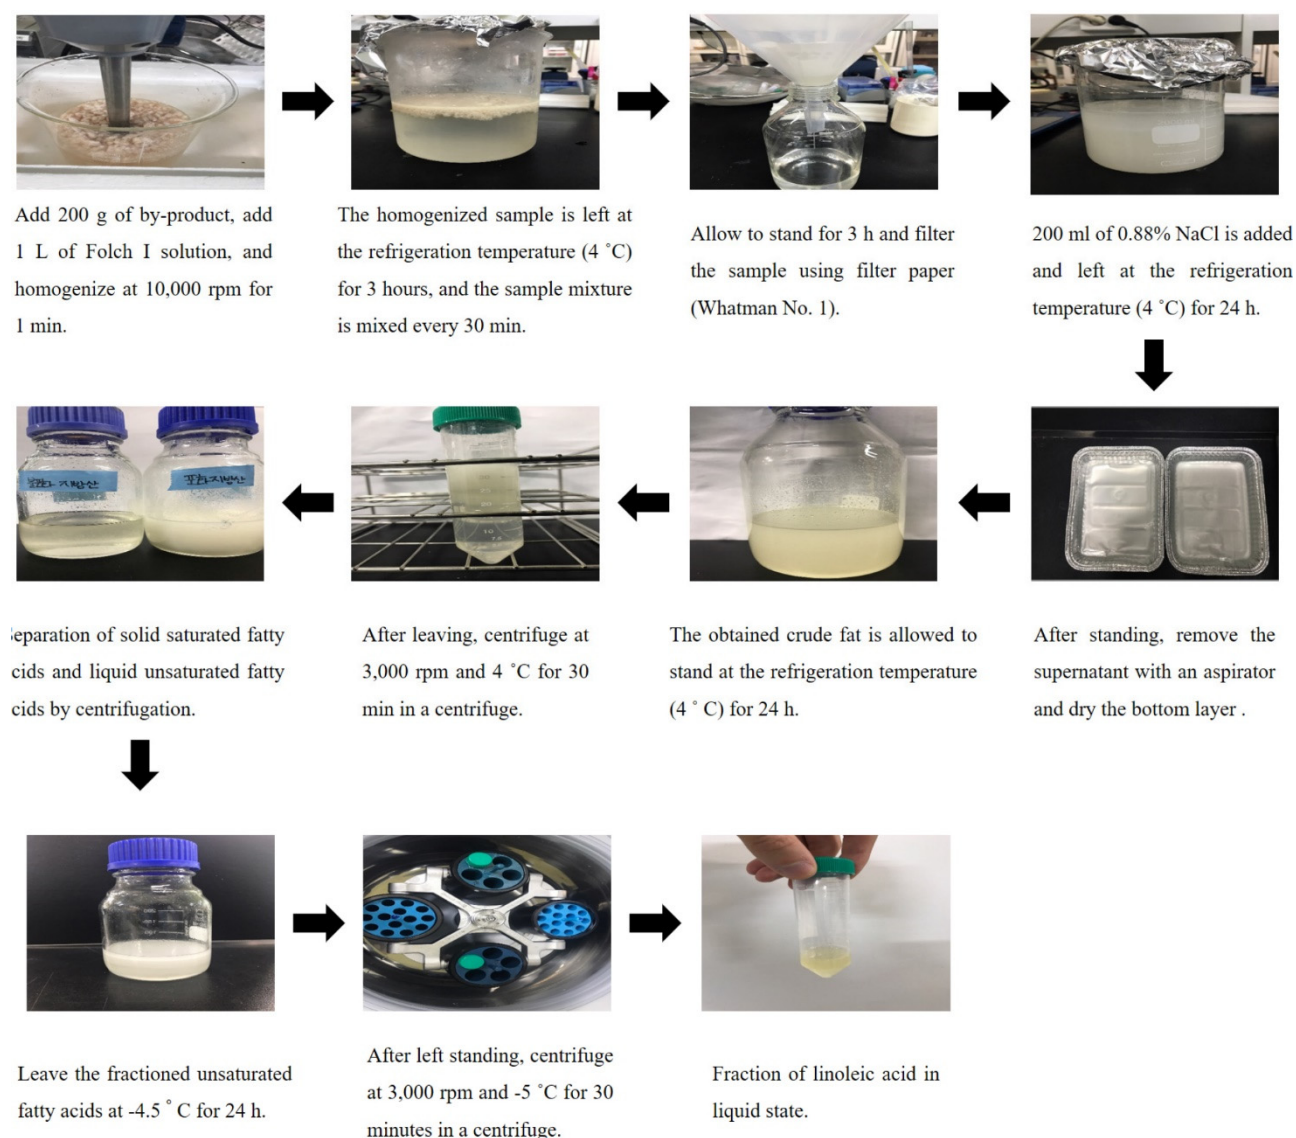 Add 200 g of by-product, add
1 L of Folch I solution, and
homogenize at 10,000 rpm for
1 min.
The homogenized sample is left at
the refrigeration temperature (4 ˚C)
for 3 hours, and the sample mixture
is mixed every 30 min.
Allow to stand for 3 h and filter
the sample using filter paper
(Whatman No. 1).
200 ml of 0.88% NaCl is added
and left at the refrigeration
temperature (4 ˚C) for 24 h.
포화지방산
eparation of solid saturated fatty
cids and liquid unsaturated fatty
cids by centrifugation.
After leaving, centrifuge at
3,000 rpm and 4 ˚C for 30
min in a centrifuge.
The obtained crude fat is allowed to
stand at the refrigeration temperature
(4 ˚ C) for 24 h.
After standing, remove the
supernatant with an aspirator
and dry the bottom layer .
Leave the fractioned unsaturated
fatty acids at -4.5 ˚ C for 24 h.
After left standing, centrifuge
at 3,000 rpm and -5 ˚C for 30
minutes in a centrifuge.
Fraction of linoleic acid in
liquid state.